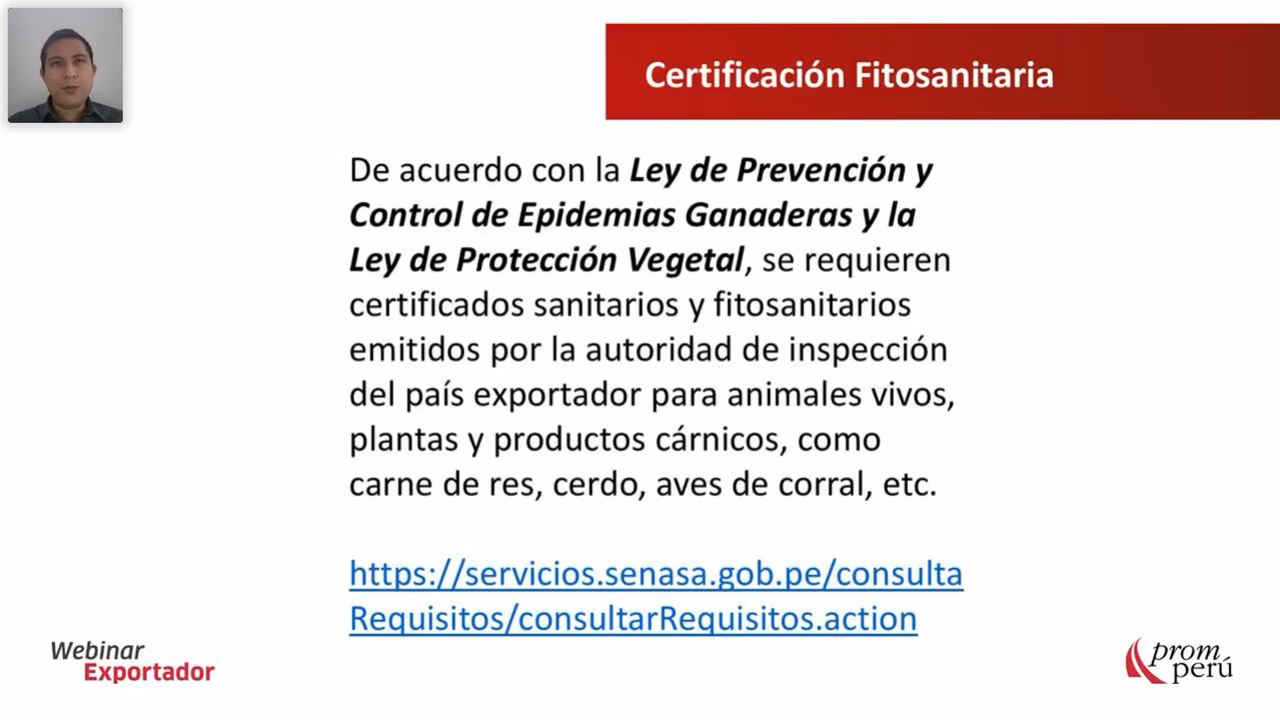 Certificación Fitosanitaria
De acuerdo con la Ley de Prevención y
Control de Epidemias Ganaderas y la
Ley de Protección Vegetal, se requieren
certificados sanitarios y fitosanitarios
emitidos por la autoridad de inspección
del país exportador para animales vivos,
plantas y productos cárnicos, como
carne de res, cerdo, aves de corral, etc.
https://servicios.senasa.gob.pe/consulta
Requisitos/consultarRequisitos.action
Webinar
Exportador
prom
perú